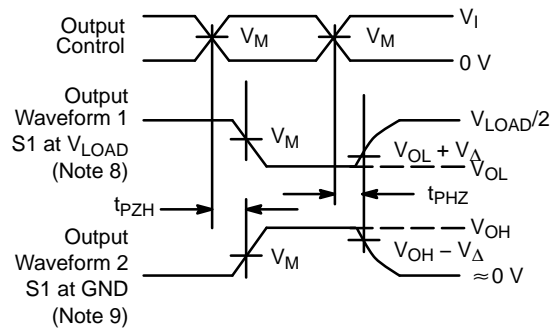 Output
Control
V_M
V_M
V_I
0 V
Output
Waveform 1
S1 at V_LOAD
(Note 8)
V_M
V_LOAD/2
V_OL + V_Δ
V_OL
t_PZH
t_PHZ
Output
Waveform 2
S1 at GND
(Note 9)
V_M
V_OH
V_OH – V_Δ
≈0 V